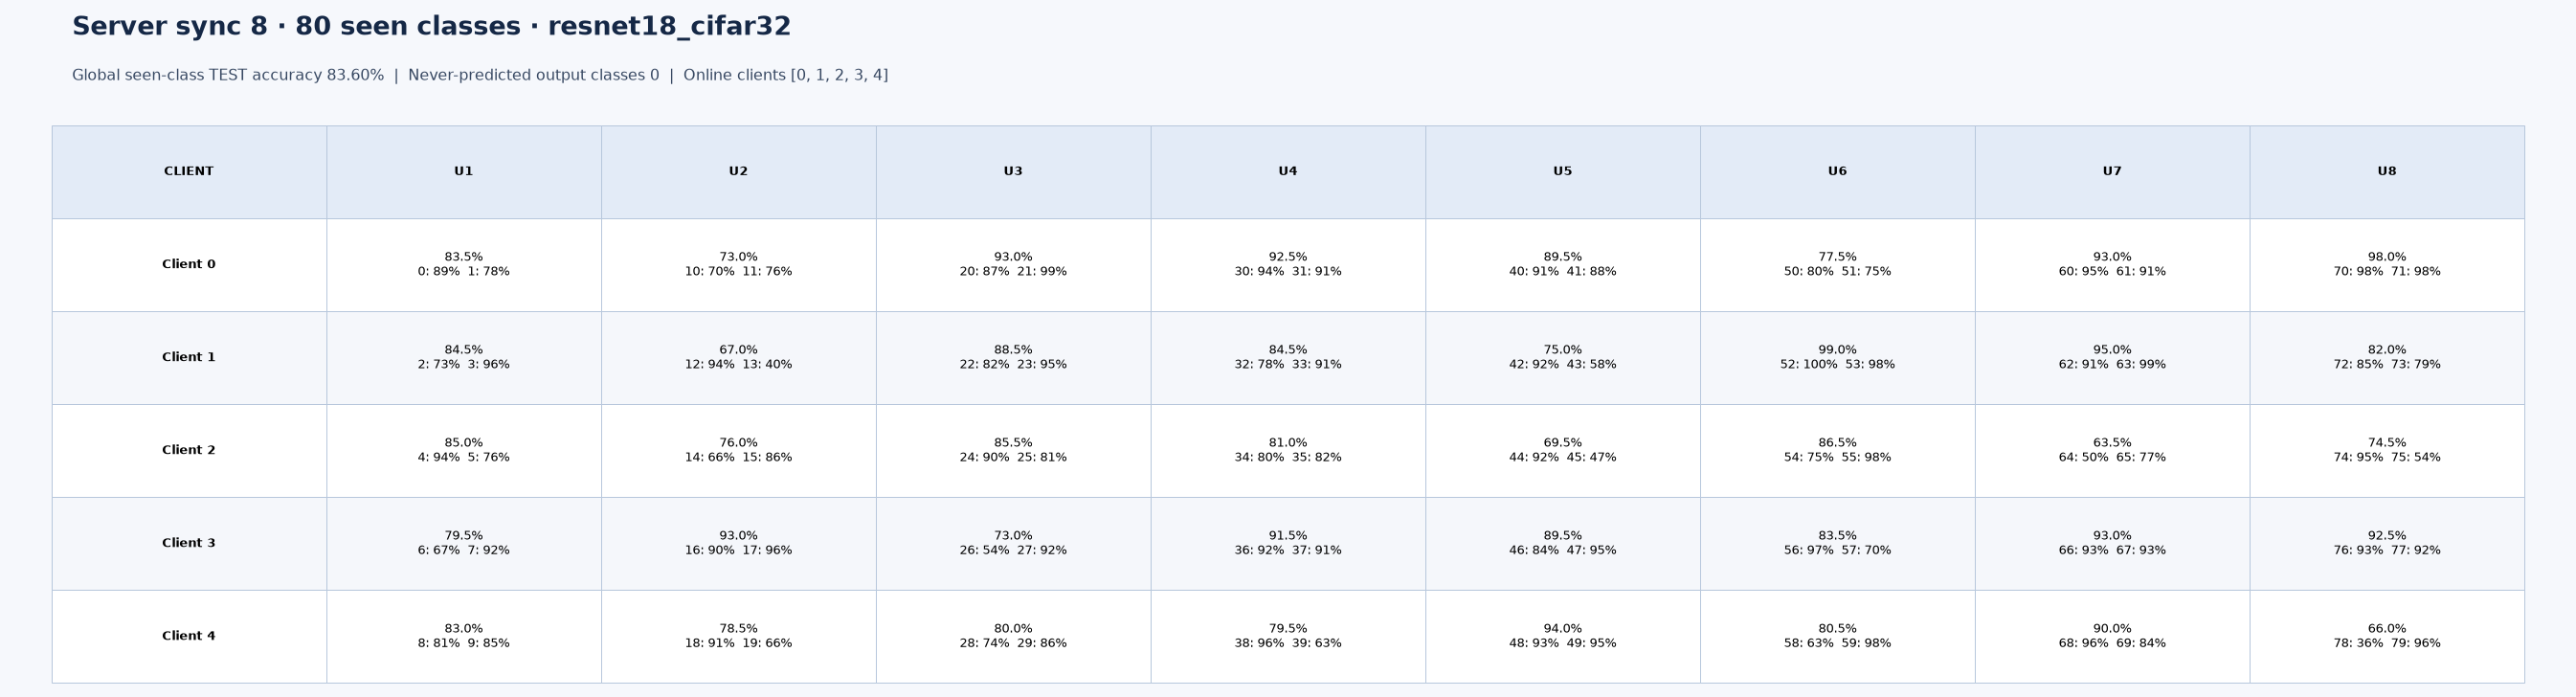 Server sync 8 · 80 seen classes · resnet18_cifar32
Global seen-class TEST accuracy 83.60% | Never-predicted output classes 0 | Online clients [0, 1, 2, 3, 4]
CLIENT U1 U2 U3 U4 U5 U6 U7 U8
83.5% 73.0% 93.0% 92.5% 89.5% 77.5% 93.0% 98.0%
Client 0
0: 89% 1: 78% 10: 70% 11: 76% 20: 87% 21: 99% 30: 94% 31: 91% 40: 91% 41: 88% 50: 80% 51: 75% 60: 95% 61: 91% 70: 98% 71: 98%
84.5% 67.0% 88.5% 84.5% 75.0% 99.0% 95.0% 82.0%
Client 1
2: 73% 3: 96% 12: 94% 13: 40% 22: 82% 23: 95% 32: 78% 33: 91% 42: 92% 43: 58% 52: 100% 53: 98% 62: 91% 63: 99% 72: 85% 73: 79%
85.0% 76.0% 85.5% 81.0% 69.5% 86.5% 63.5% 74.5%
Client 2
4: 94% 5: 76% 14: 66% 15: 86% 24: 90% 25: 81% 34: 80% 35: 82% 44: 92% 45: 47% 54: 75% 55: 98% 64: 50% 65: 77% 74: 95% 75: 54%
79.5% 93.0% 73.0% 91.5% 89.5% 83.5% 93.0% 92.5%
Client 3
6: 67% 7: 92% 16: 90% 17: 96% 26: 54% 27: 92% 36: 92% 37: 91% 46: 84% 47: 95% 56: 97% 57: 70% 66: 93% 67: 93% 76: 93% 77: 92%
83.0% 78.5% 80.0% 79.5% 94.0% 80.5% 90.0% 66.0%
Client 4
8: 81% 9: 85% 18: 91% 19: 66% 28: 74% 29: 86% 38: 96% 39: 63% 48: 93% 49: 95% 58: 63% 59: 98% 68: 96% 69: 84% 78: 36% 79: 96%